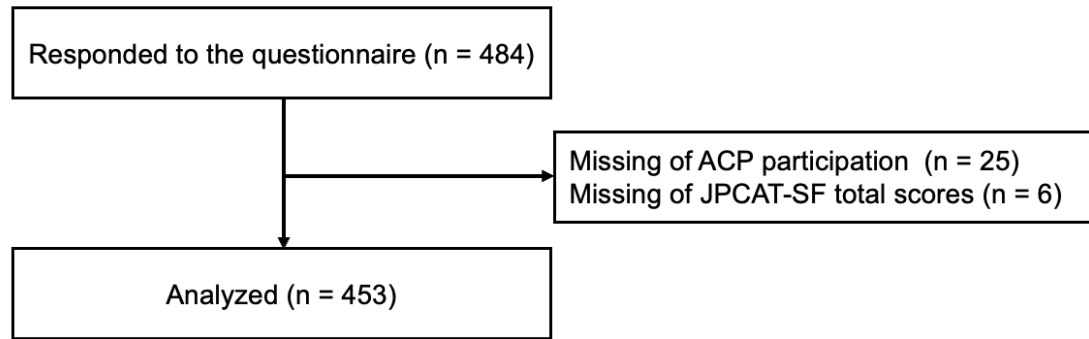 Responded to the questionnaire (n = 484)
Missing of ACP participation (n = 25)
Missing of JPCAT-SF total scores (n = 6)
Analyzed (n = 453)